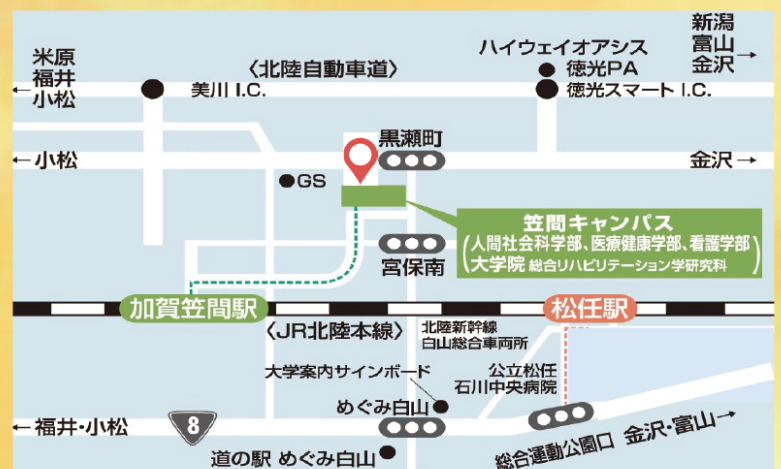 新潟
富山
金沢→
ハイウェイオアシス
徳光PA
徳光スマート I.C.
米原
福井
←小松
〈北陸自動車道〉
美川 I.C.
黒瀬町
←小松
金沢→
GS
笠間キャンパス
(人間社会科学部、医療健康学部、看護学部
大学院 総合リハビリテーション学研究科)
宮保南
加賀笠間駅
松任駅
〈JR北陸本線〉
北陸新幹線
白山総合車両所
大学案内サインボード
公立松任
石川中央病院
めぐみ白山
←福井・小松
8
総合運動公園口
金沢・富山→
道の駅 めぐみ白山